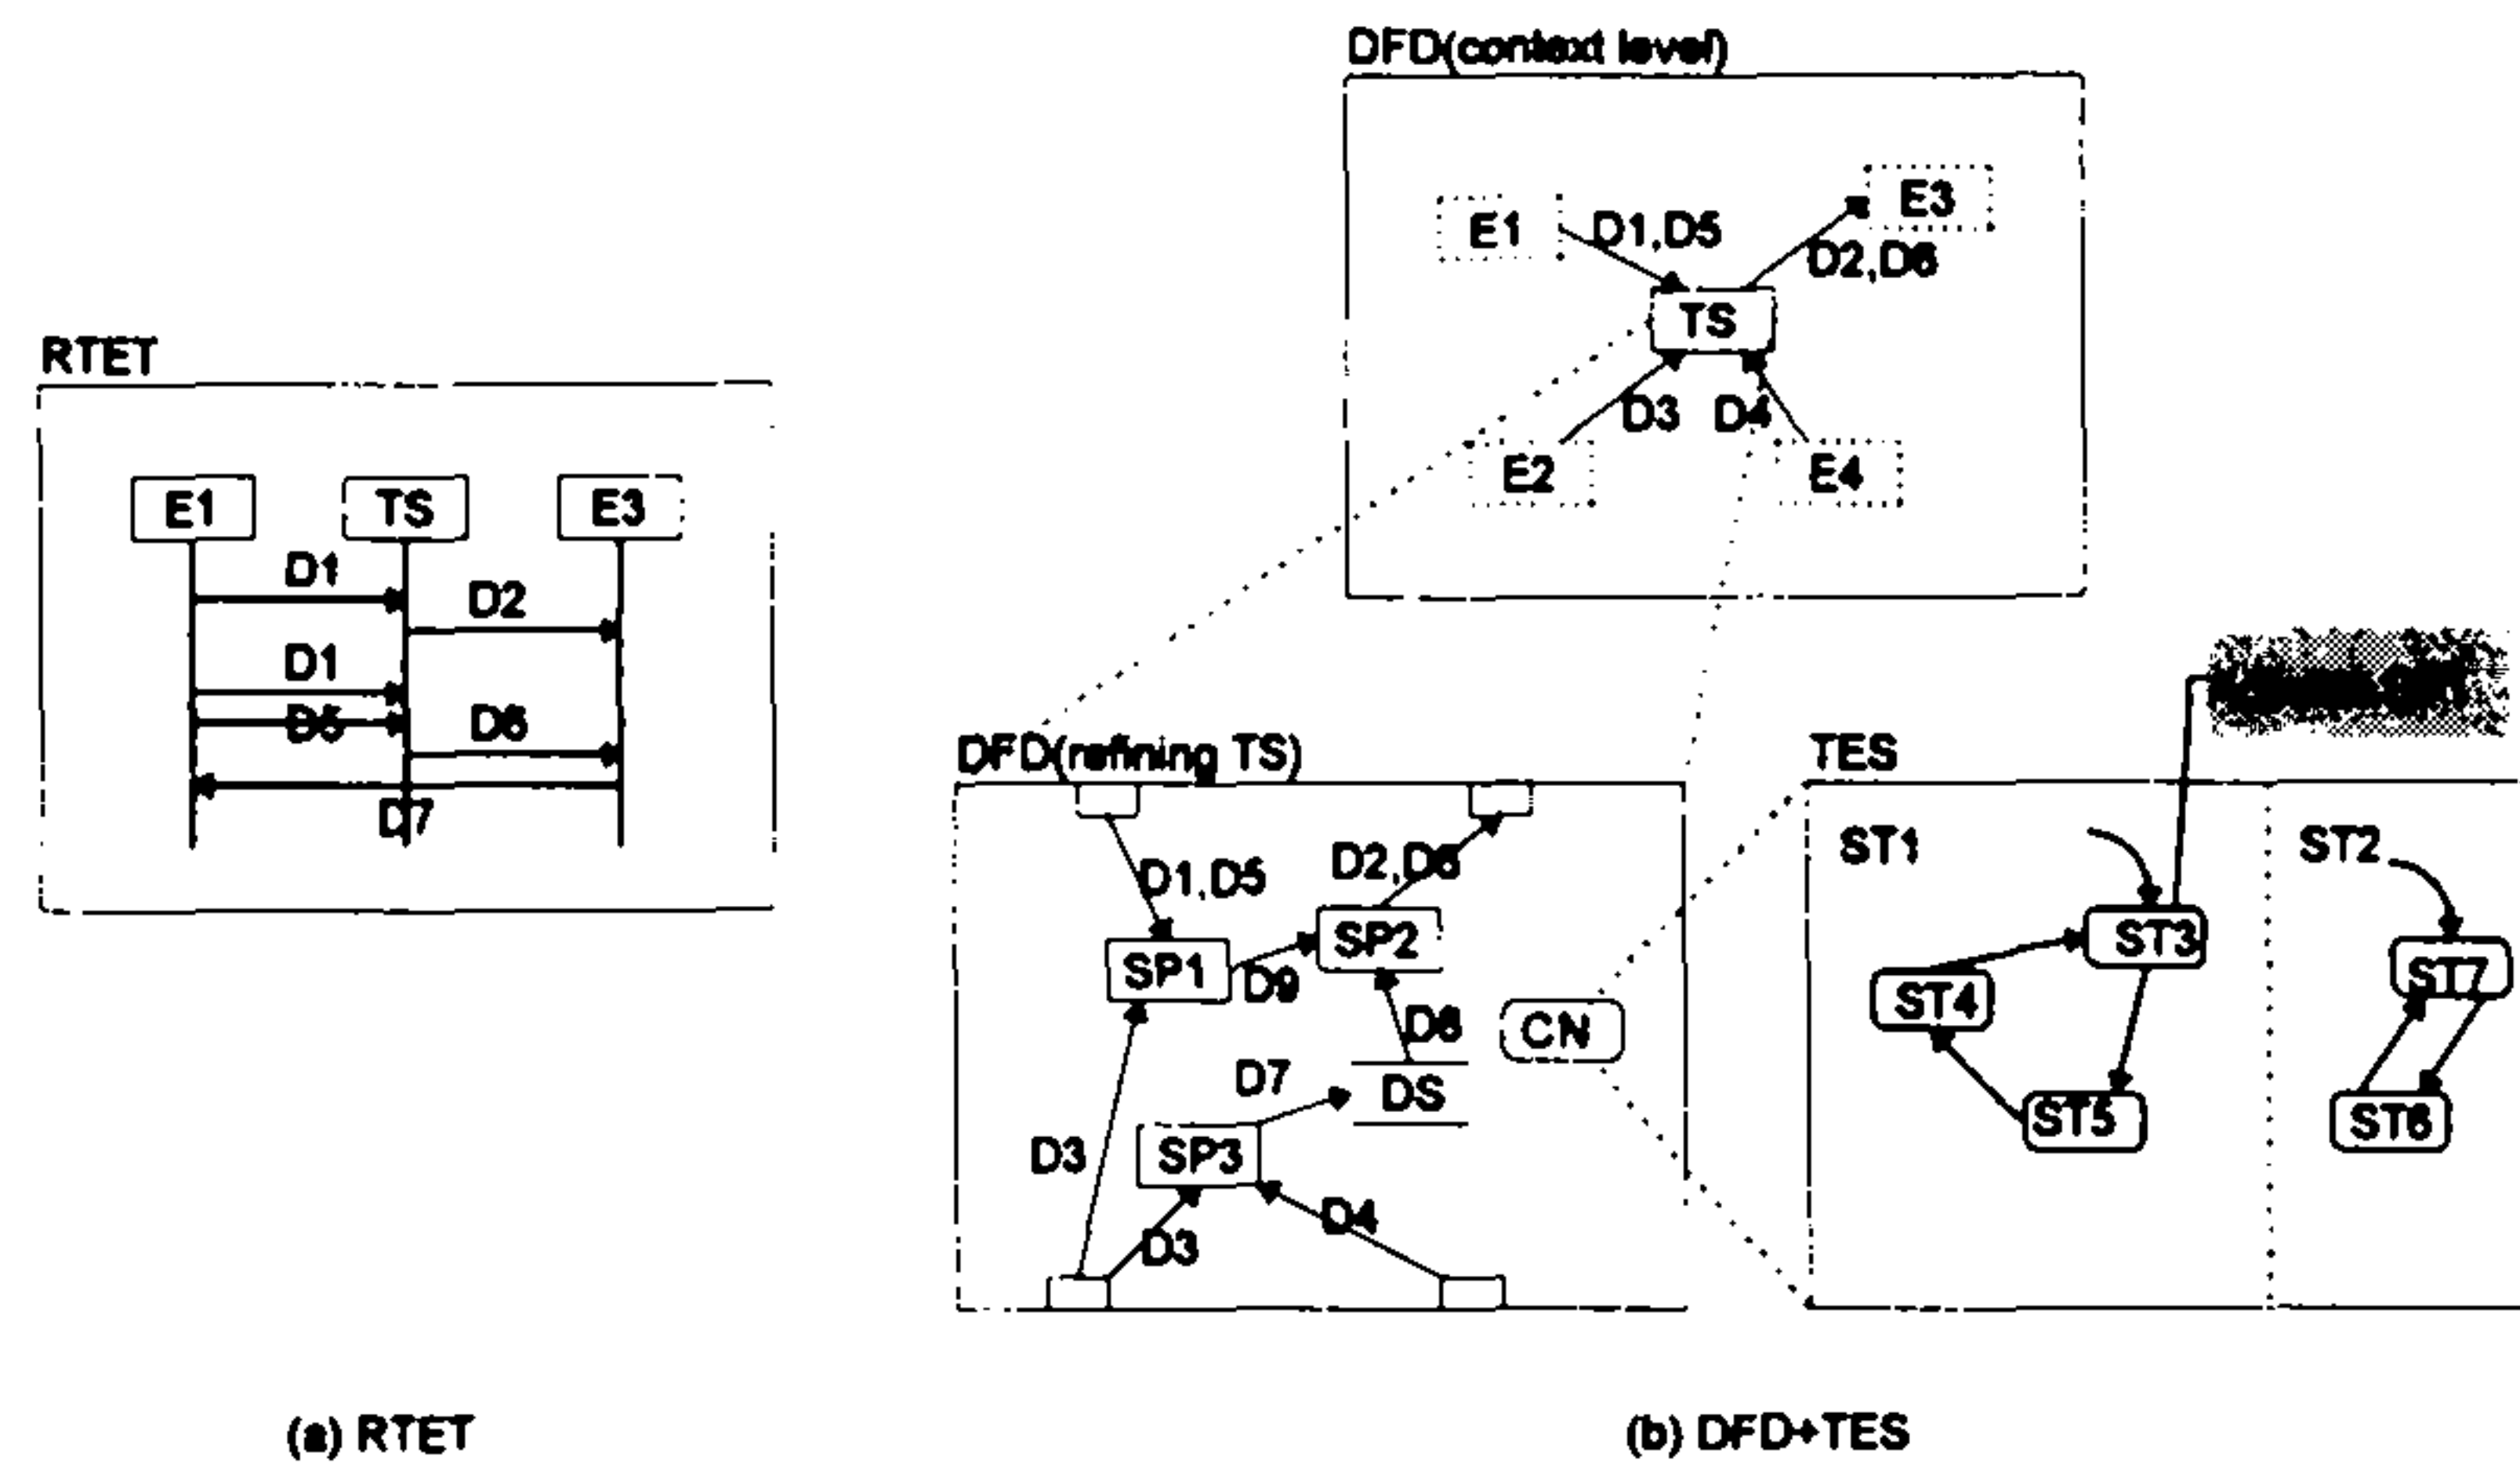 RTET
E1 TS E3
D1
D2
D1
D5 D6
D7
(a) RTET
DFD(context level)
E1 D1,D5 E3
D2,D6
TS
D3 D4
E2 E4
DFD(refining TS)
D1,D5 D2,D6
SP1 D9 SP2
D8 CN
D7 DS
D3 SP3
D3 D4
TES
ST1 ST2
ST3
ST4 ST7
ST5 ST6
(b) DFD+TES